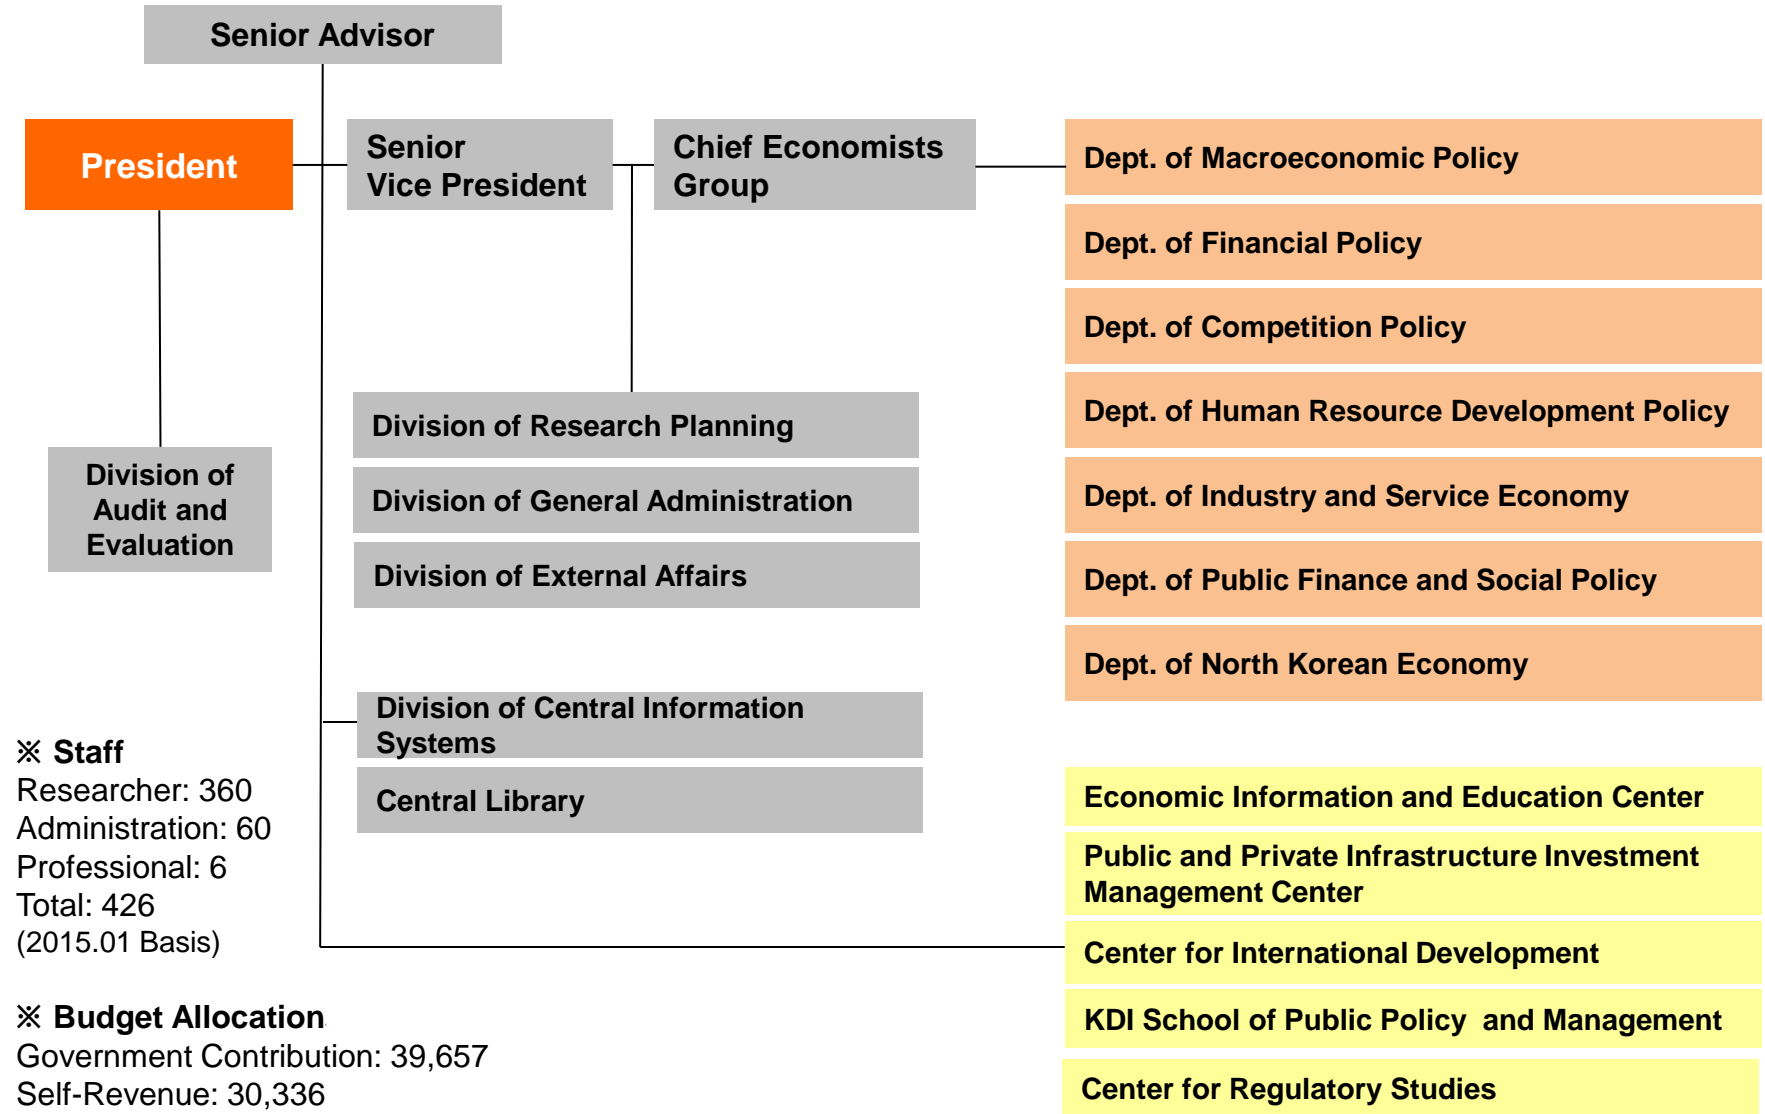 Senior Advisor
President
Senior
Vice President
Chief Economists
Group
Dept. of Macroeconomic Policy
Dept. of Financial Policy
Dept. of Competition Policy
Dept. of Human Resource Development Policy
Dept. of Industry and Service Economy
Dept. of Public Finance and Social Policy
Dept. of North Korean Economy
Division of
Audit and
Evaluation
Division of Research Planning
Division of General Administration
Division of External Affairs
Division of Central Information
Systems
Central Library
※ Staff
Researcher: 360
Administration: 60
Professional: 6
Total: 426
(2015.01 Basis)
※ Budget Allocation
Government Contribution: 39,657
Self-Revenue: 30,336
Economic Information and Education Center
Public and Private Infrastructure Investment
Management Center
Center for International Development
KDI School of Public Policy and Management
Center for Regulatory Studies